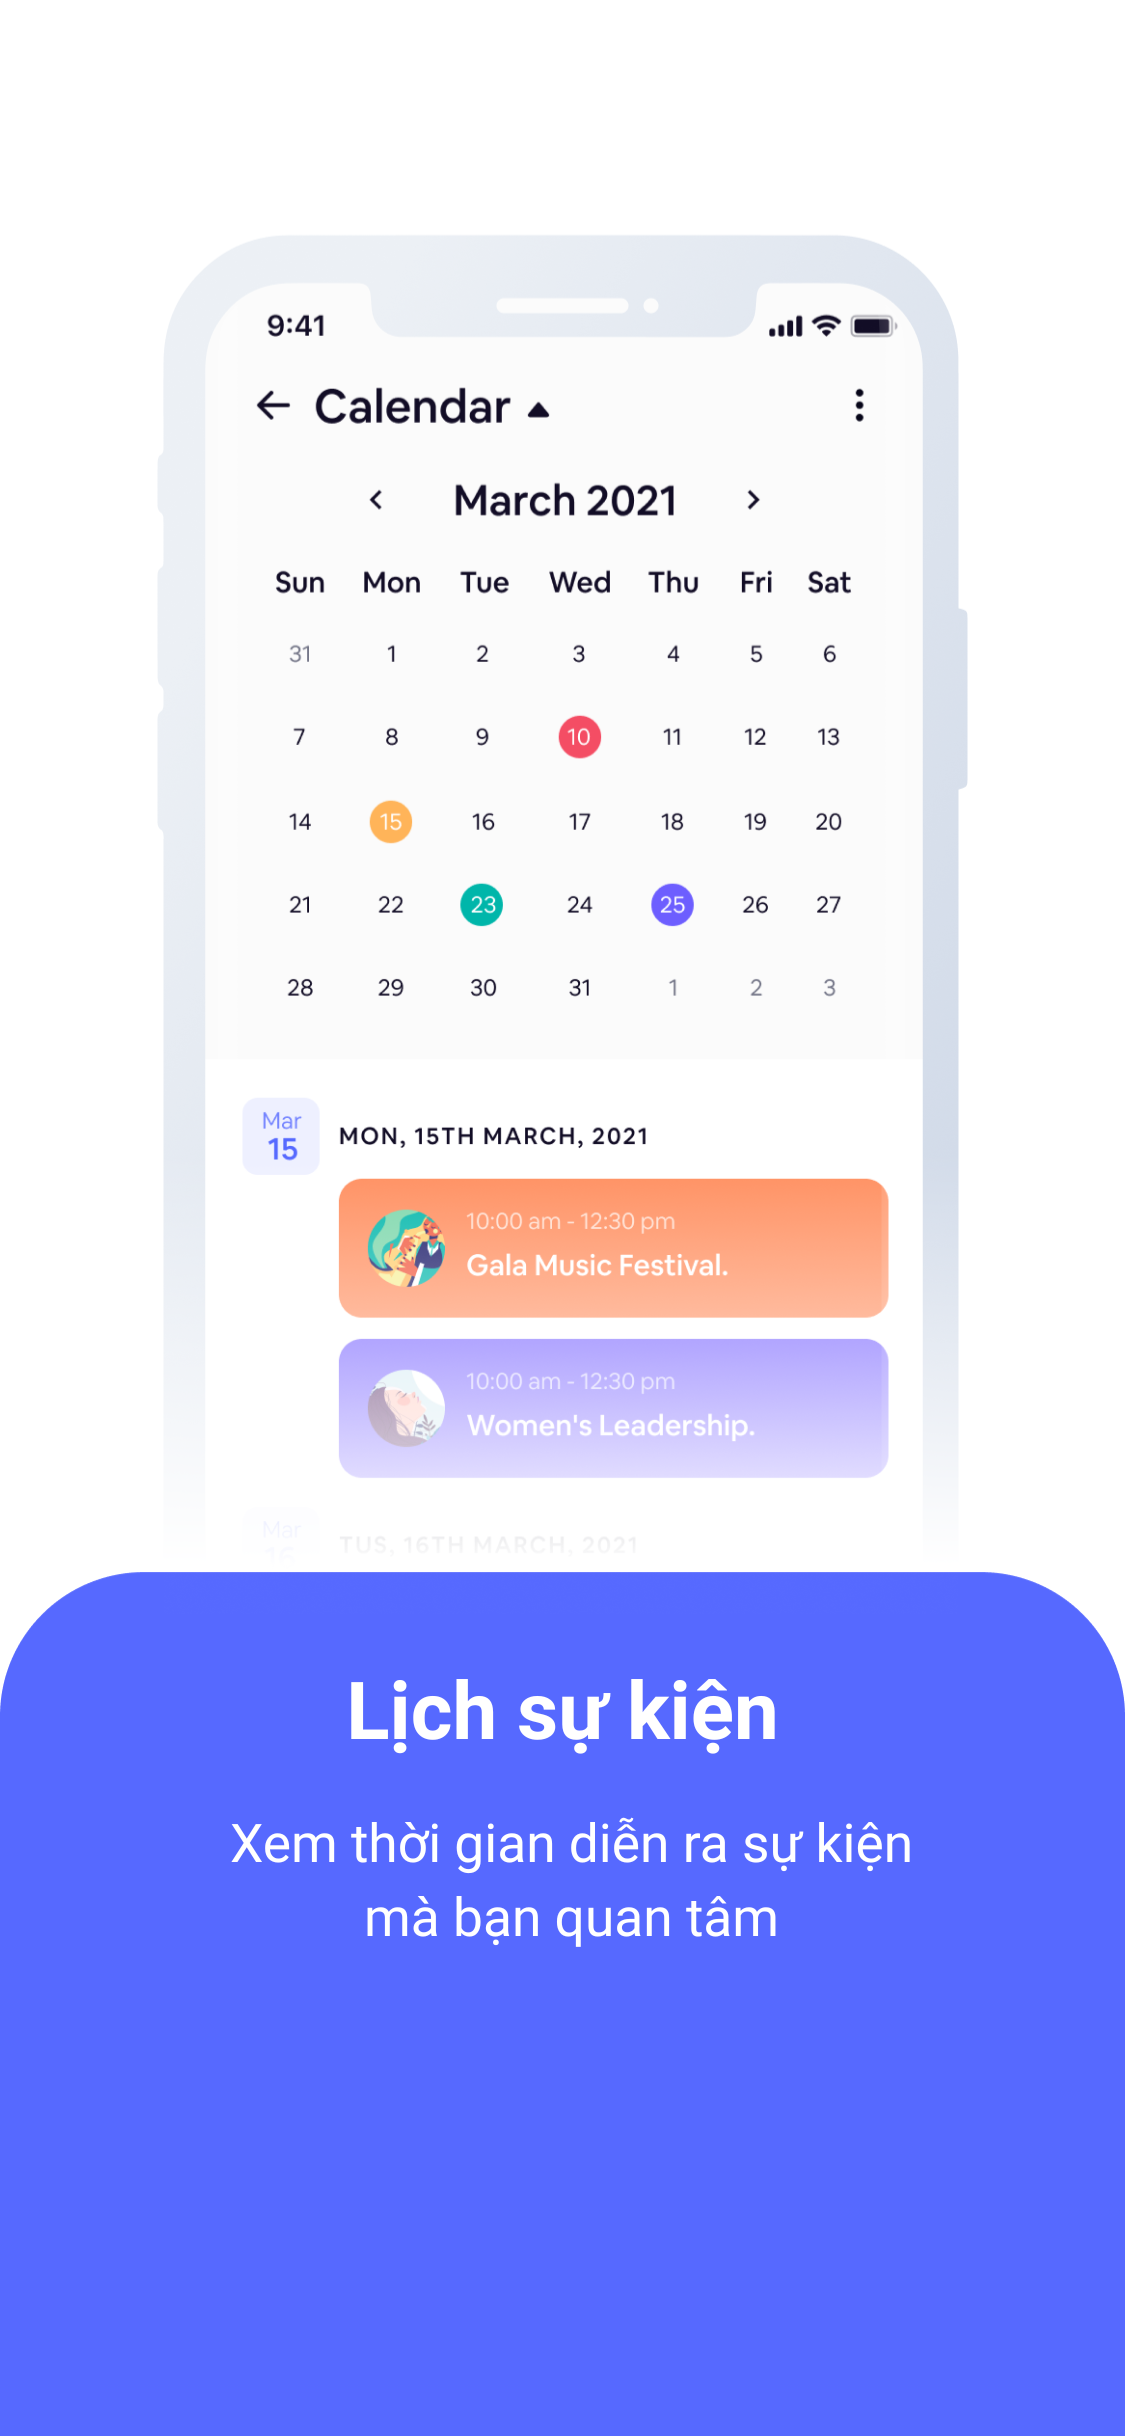 9:41
Calendar
March 2021
Sun Mon Tue Wed Thu Fri Sat
31 1 2 3 4 5 6
7 8 9 10 11 12 13
14 15 16 17 18 19 20
21 22 23 24 25 26 27
28 29 30 31 1 2 3
Mar
15
MON, 15TH MARCH, 2021
10:00 am - 12:30 pm
Gala Music Festival.
10:00 am - 12:30 pm
Women's Leadership.
Mar
16
TUS, 16TH MARCH, 2021
Lịch sự kiện
Xem thời gian diễn ra sự kiện
mà bạn quan tâm